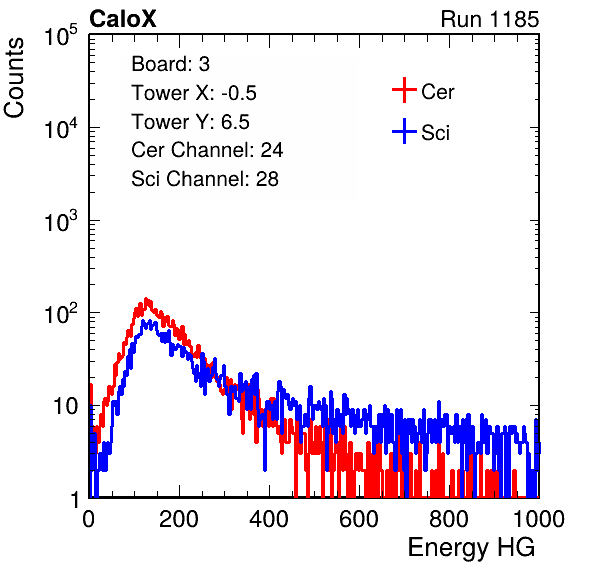 CaloX Run 1185
Counts
Board: 3
Tower X: -0.5
Tower Y: 6.5
Cer Channel: 24
Sci Channel: 28
Cer
Sci
10^5
10^4
10^3
10^2
10
1
0 200 400 600 800 1000
Energy HG